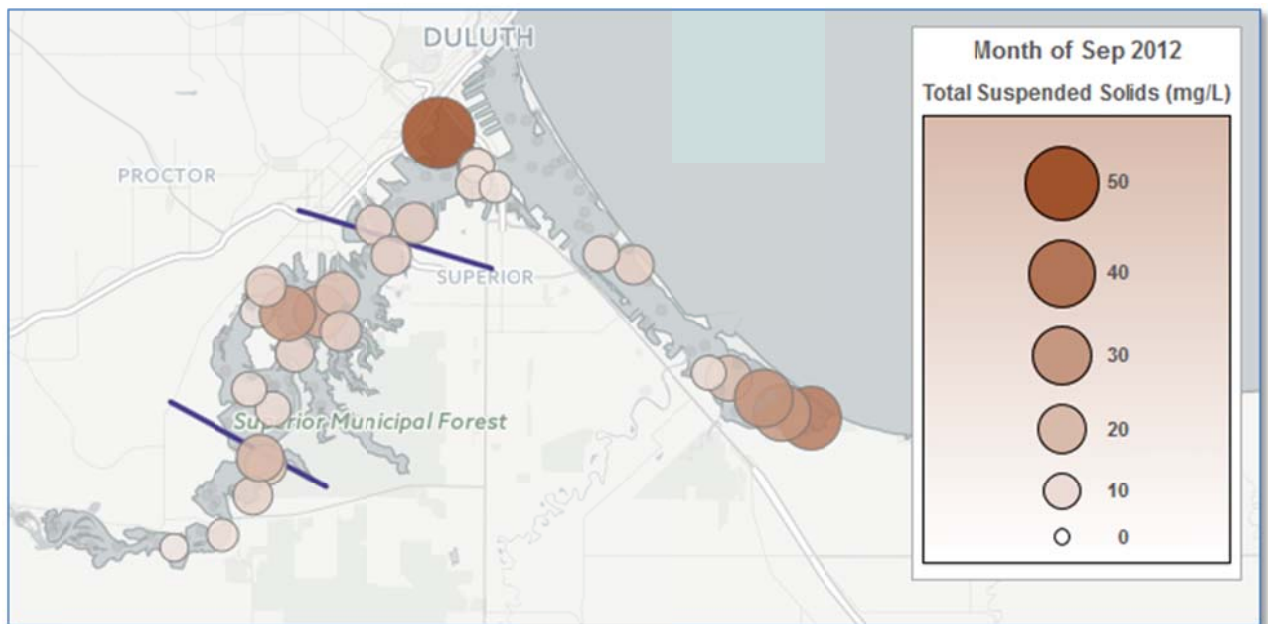 DULUTH
PROCTOR
SUPERIOR
Superior Municipal Forest
Month of Sep 2012
Total Suspended Solids (mg/L)
50
40
30
20
10
0